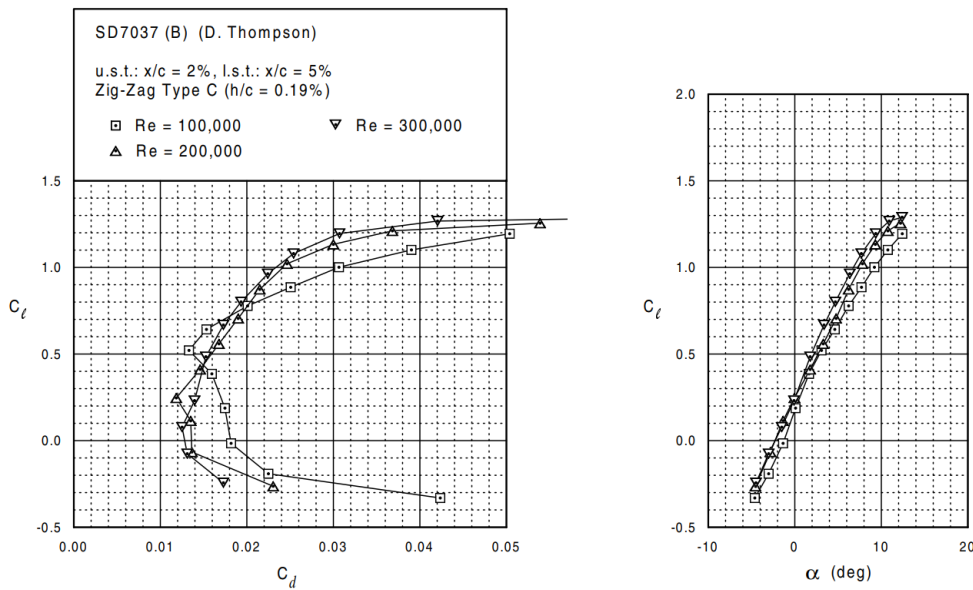 SD7037 (B) (D. Thompson)
u.s.t.: x/c = 2%, l.s.t.: x/c = 5%
Zig-Zag Type C (h/c = 0.19%)
Re = 100,000
Re = 300,000
Re = 200,000
1.5
1.0
0.5
0.0
-0.5
Cℓ
0.00
0.01
0.02
0.03
0.04
0.05
Cd
2.0
1.5
1.0
0.5
0.0
-0.5
Cℓ
-10
0
10
20
α (deg)